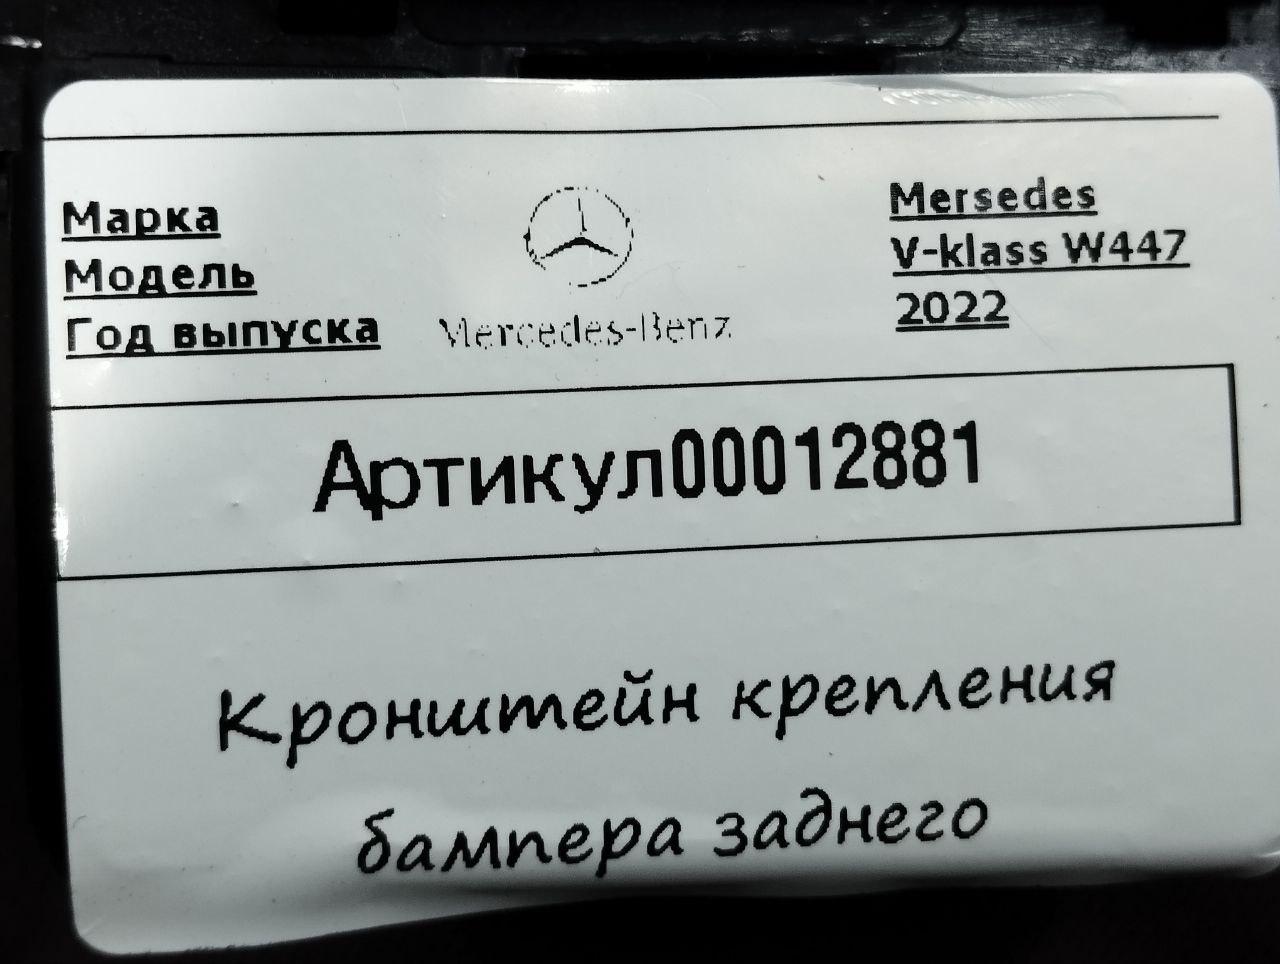 Марка
Модель
Год выпуска
Mercedes-Benz
Mersedes
V-klass W447
2022
Артикул00012881
Кронштейн крепления
бампера заднего